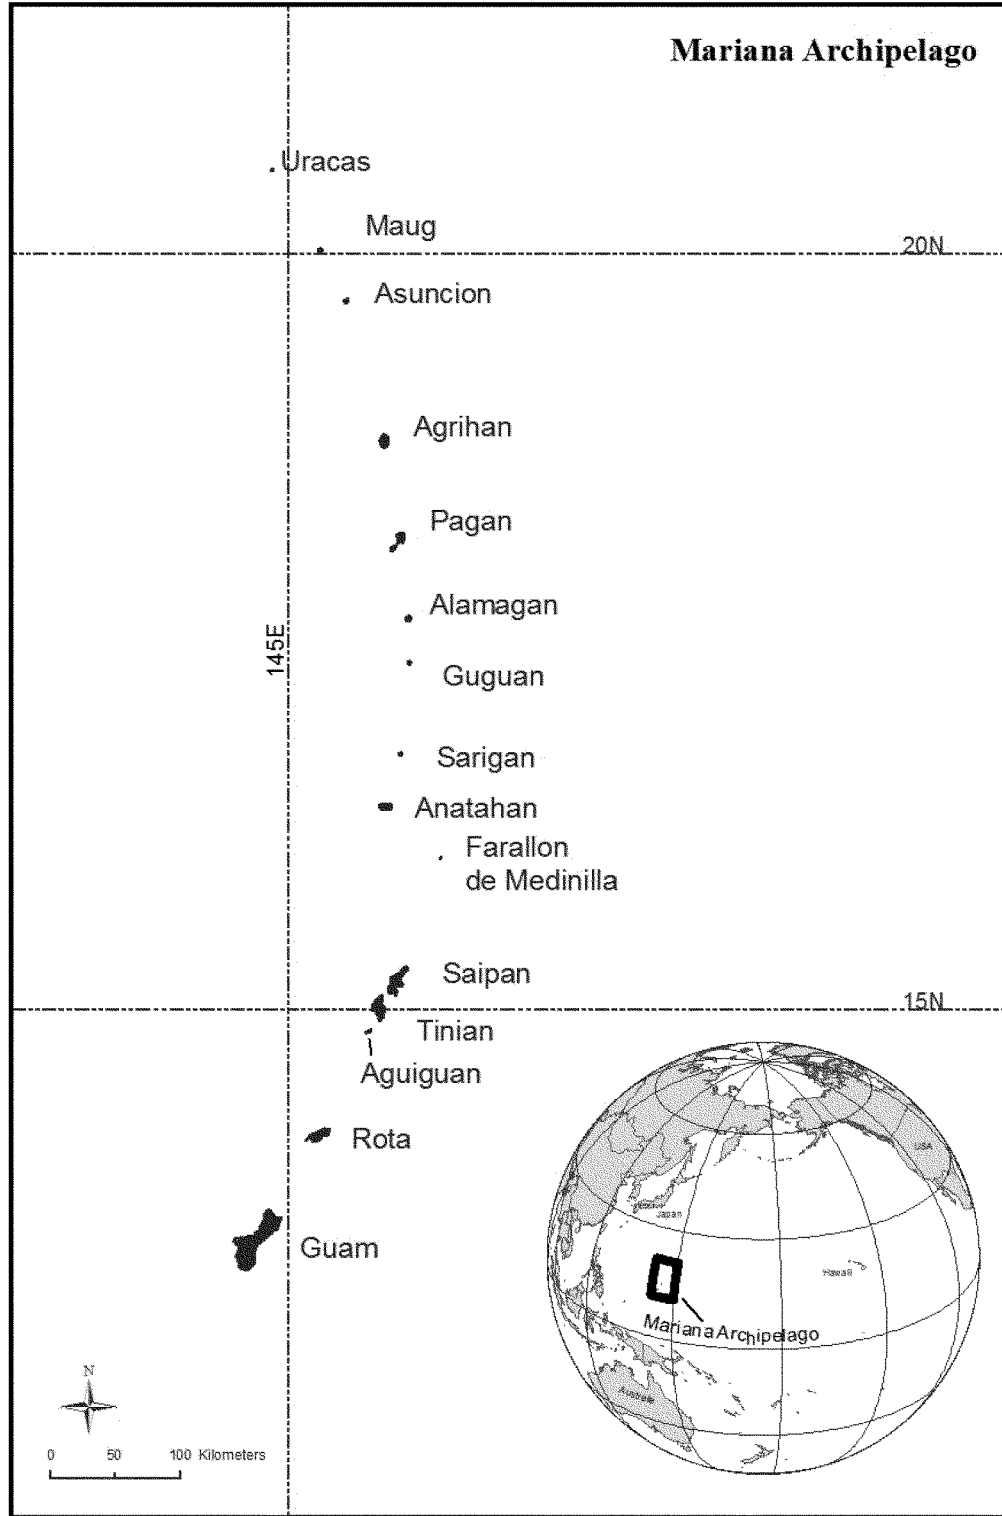 Mariana Archipelago
Uracas
Maug
20N
Asuncion
Agrihan
Pagan
Alamagan
145E
Guguan
Sarigan
Anatahan
Farallon
de Medinilla
Saipan
15N
Tinian
Aguiguan
Rota
USA
Japan
Guam
Hawaii
Mariana Archipelago
Australia
N
0 50 100 Kilometers